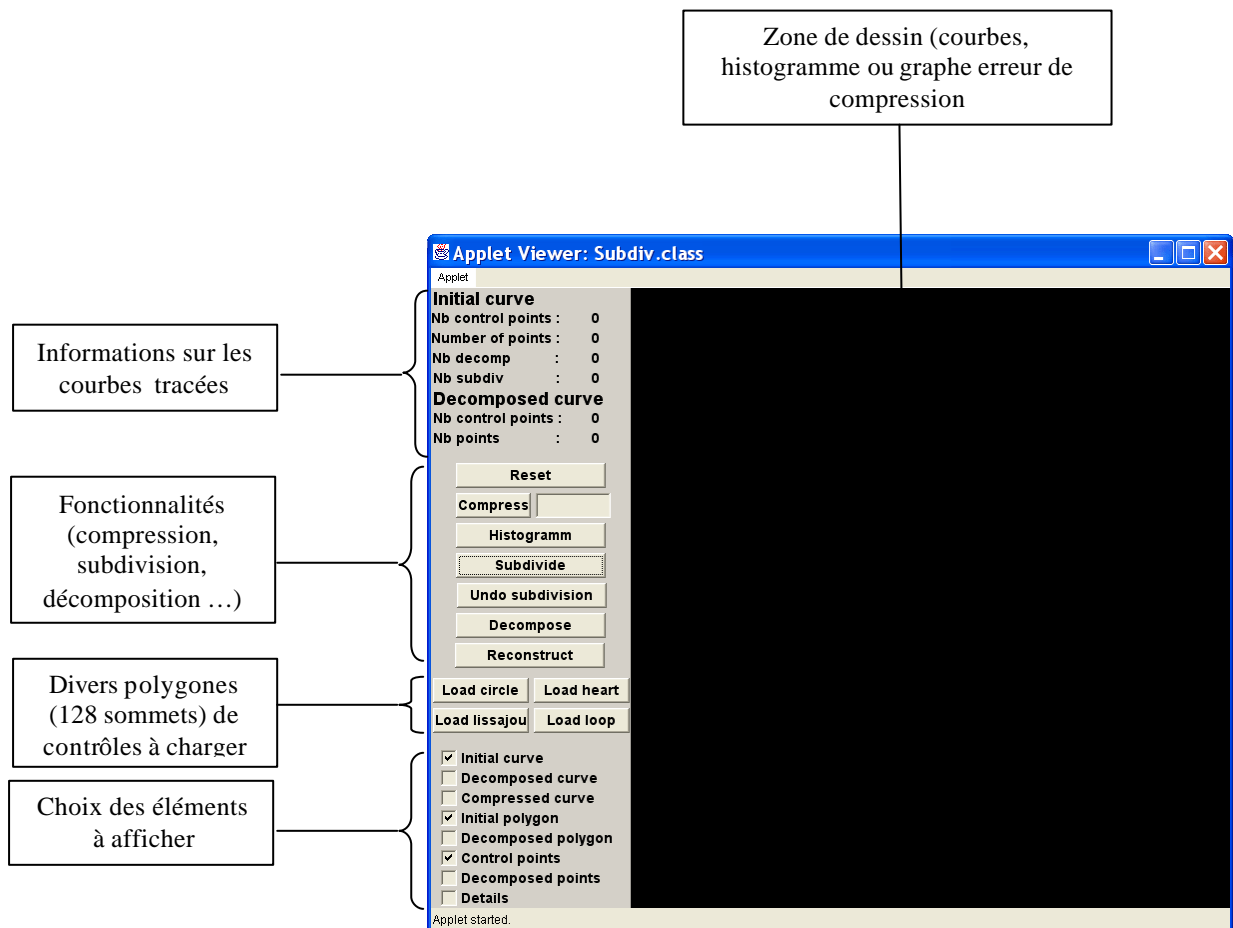 Zone de dessin (courbes,
histogramme ou graphe erreur de
compression
Applet Viewer: Subdiv.class
Applet
Informations sur les
courbes tracées
Initial curve
Nb control points : 0
Number of points : 0
Nb decomp : 0
Nb subdiv : 0
Decomposed curve
Nb control points : 0
Nb points : 0
Fonctionnalités
(compression,
subdivision,
décomposition …)
Reset
Compress
Histogramm
Subdivide
Undo subdivision
Decompose
Reconstruct
Divers polygones
(128 sommets) de
contrôles à charger
Load circle Load heart
Load lissajou Load loop
Choix des éléments
à afficher
Initial curve
Decomposed curve
Compressed curve
Initial polygon
Decomposed polygon
Control points
Decomposed points
Details
Applet started.